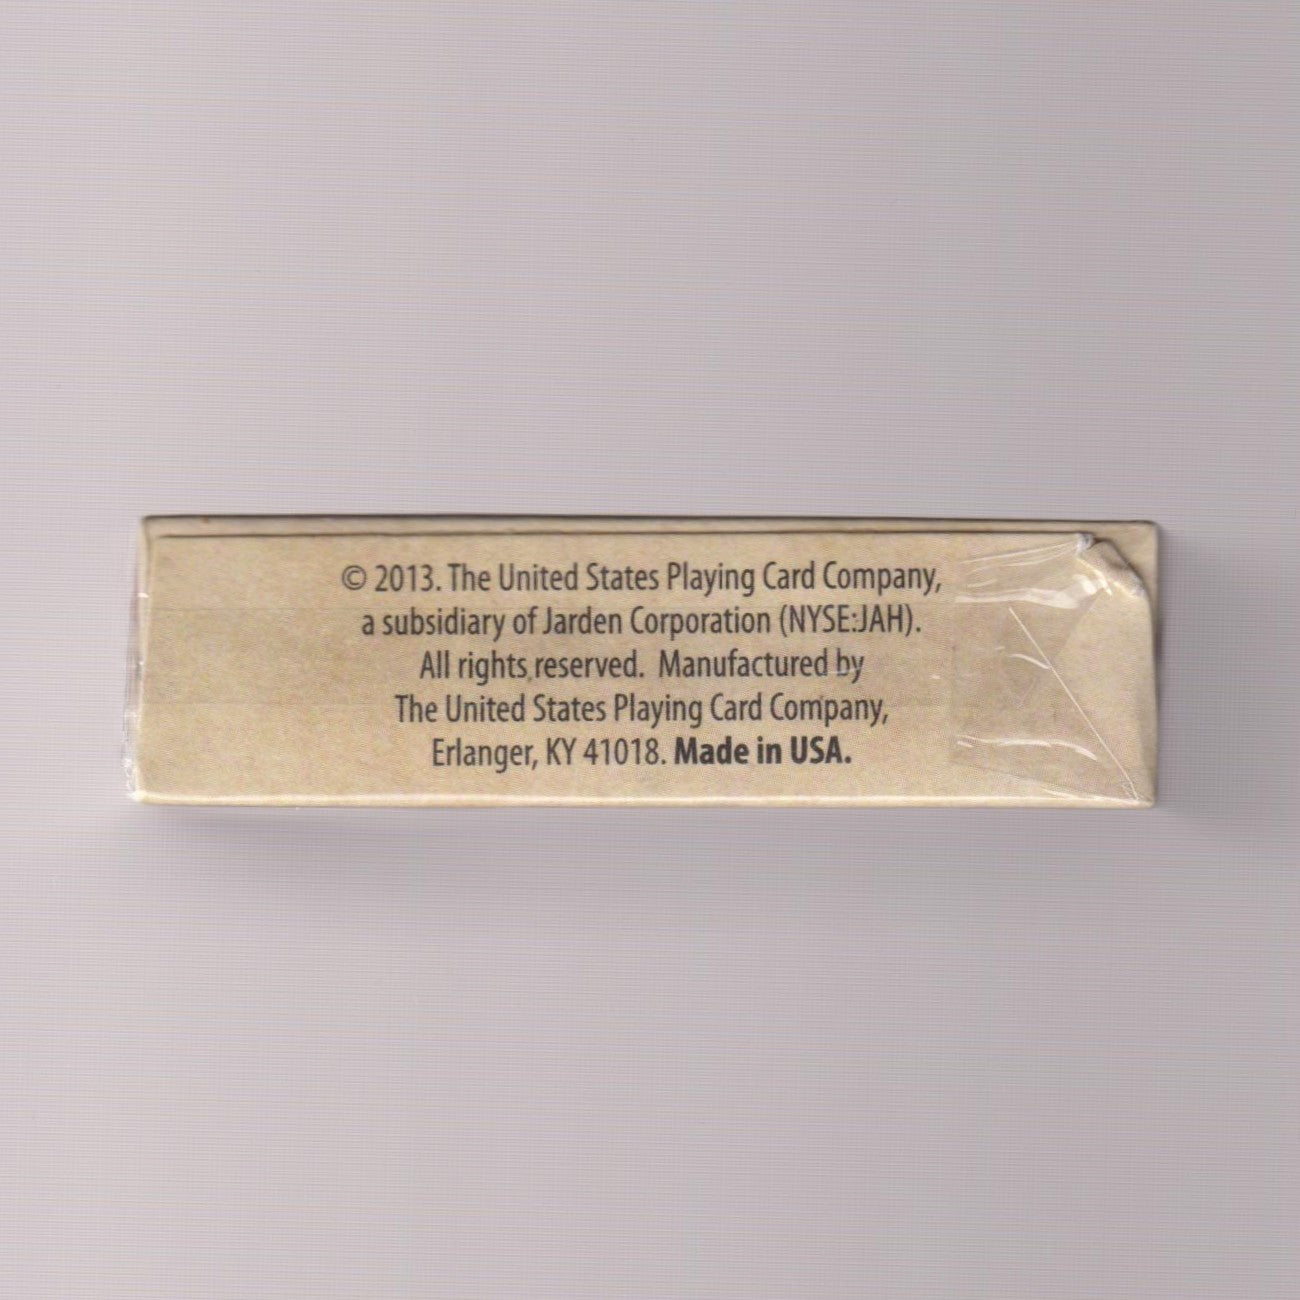 © 2013. The United States Playing Card Company,
a subsidiary of Jarden Corporation (NYSE:JAH).
All rights reserved.  Manufactured by
The United States Playing Card Company,
Erlanger, KY 41018. Made in USA.